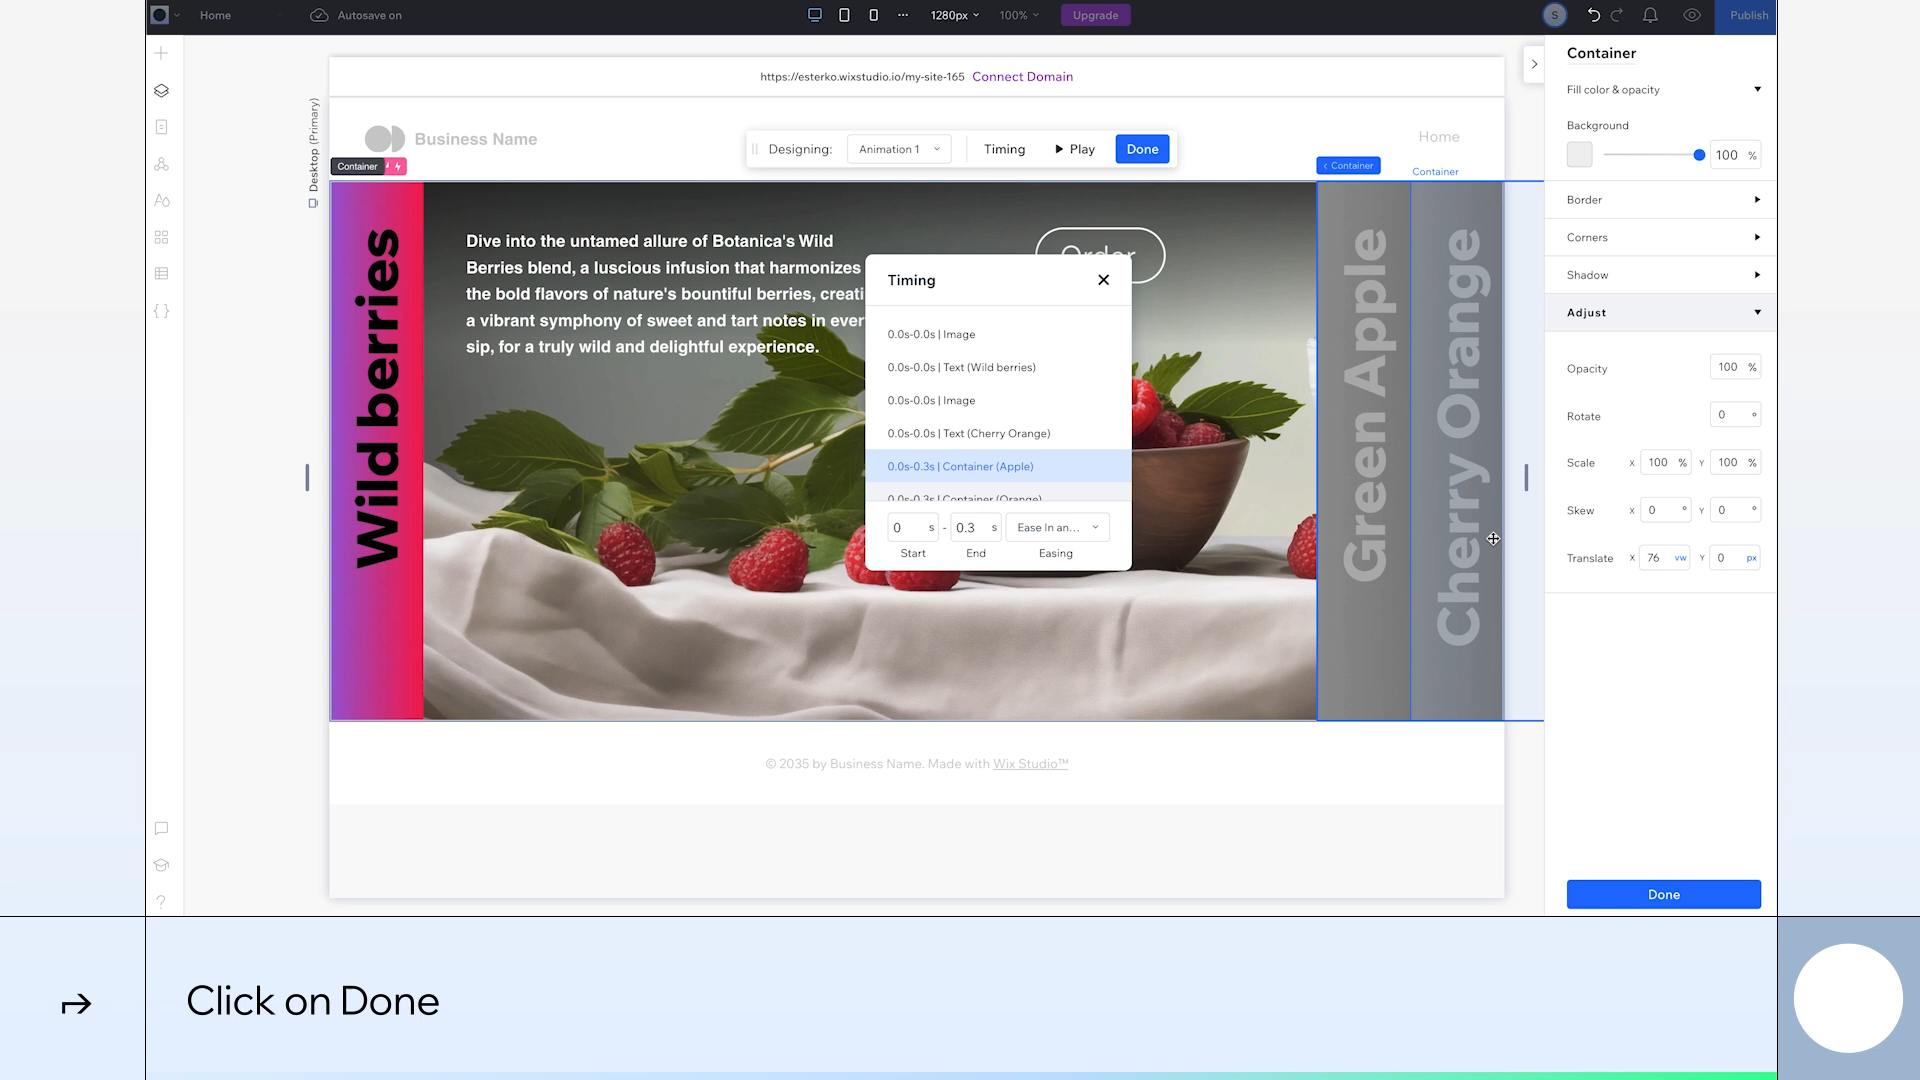 Home
Autosave on
1280px
100%
Upgrade
S
Publish
https://esterko.wixstudio.io/my-site-165 Connect Domain
Desktop (Primary)
Business Name
Home
Designing:
Animation 1
Timing
Play
Done
Container
Container
Container
Wild berries
Dive into the untamed allure of Botanica's Wild
Berries blend, a luscious infusion that harmonizes
the bold flavors of nature's bountiful berries, creati
a vibrant symphony of sweet and tart notes in ever
sip, for a truly wild and delightful experience.
Order
Timing
0.0s-0.0s | Image
0.0s-0.0s | Text (Wild berries)
0.0s-0.0s | Image
0.0s-0.0s | Text (Cherry Orange)
0.0s-0.3s | Container (Apple)
0.0s-0.3s | Container (Orange)
0 s - 0.3 s Ease In an...
Start End Easing
Green Apple
Cherry Orange
© 2035 by Business Name. Made with Wix Studio™
Container
Fill color & opacity
Background
100 %
Border
Corners
Shadow
Adjust
Opacity 100 %
Rotate 0 °
Scale X 100 % Y 100 %
Skew X 0 ° Y 0 °
Translate X 76 vw Y 0 px
Done
Click on Done